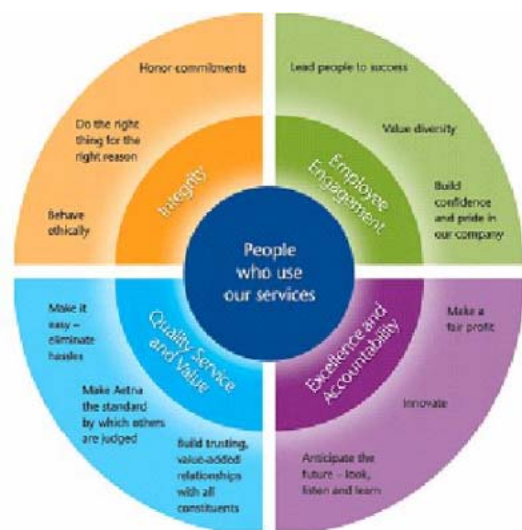 Honor commitments
Do the right
thing for the
right reason
Behave
ethically
Integrity
Lead people to success
Value diversity
Build
confidence
and pride in
our company
Employee
Engagement
People
who use
our services
Make it
easy –
eliminate
hassles
Make Aetna
the standard
by which others
are judged
Build trusting,
value-added
relationships
with all
constituents
Quality Service
and Value
Make a
fair profit
Innovate
Anticipate the
future – look,
listen and learn
Excellence and
Accountability